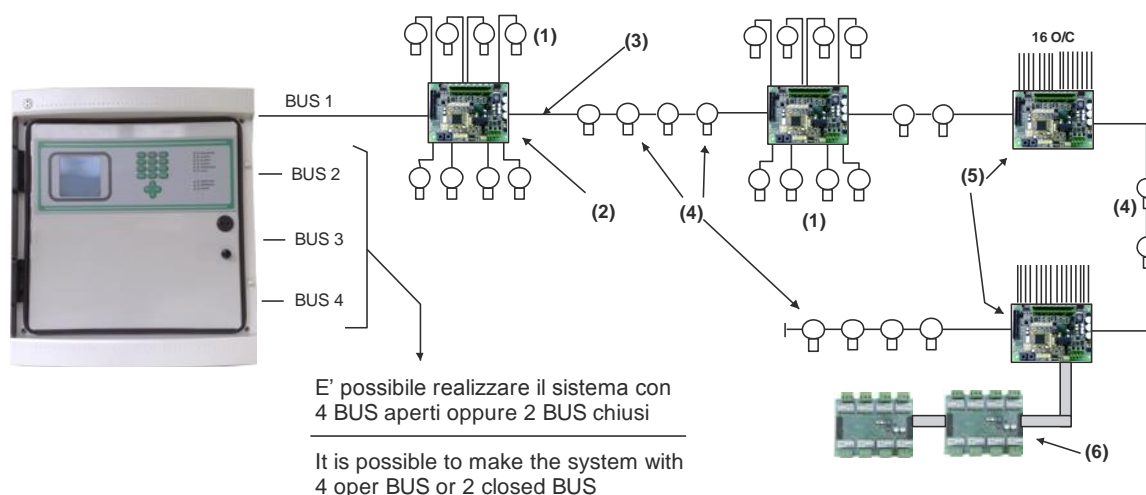 16 O/C
(1)
(3)
BUS 1
BUS 2
(2)
(4)
(1)
(5)
(4)
BUS 3
BUS 4
E' possibile realizzare il sistema con
4 BUS aperti oppure 2 BUS chiusi
It is possible to make the system with
4 oper BUS or 2 closed BUS
(6)